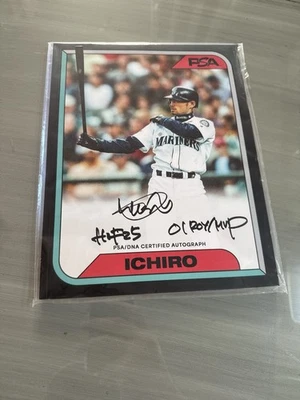 PSA
MARINERS
HOF 25 01 ROY/MVP
PSA/DNA CERTIFIED AUTOGRAPH
ICHIRO